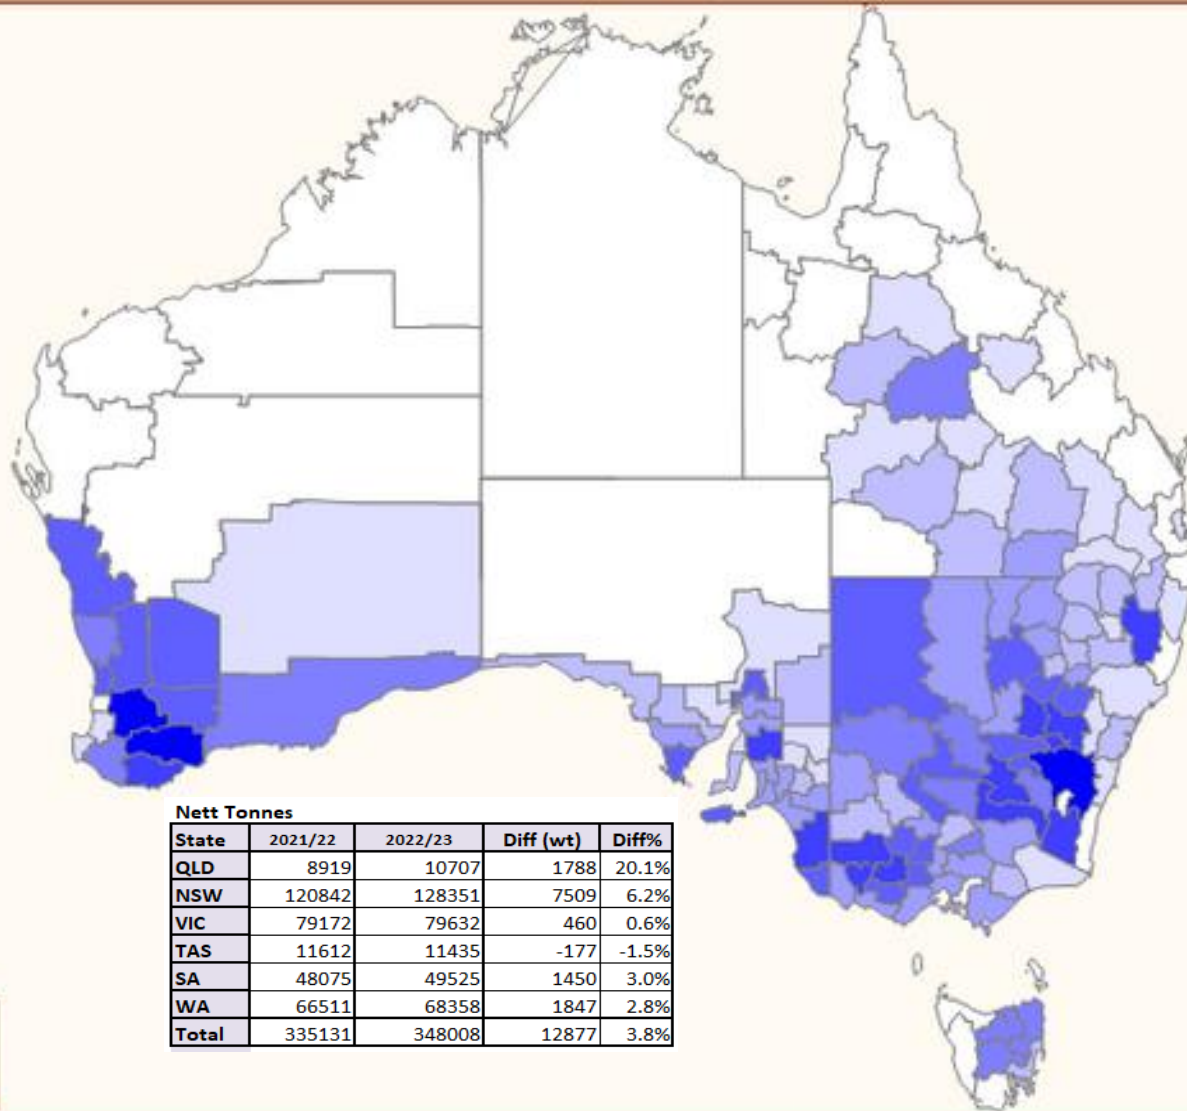 Nett Tonnes
State 2021/22 2022/23 Diff (wt) Diff%
QLD 8919 10707 1788 20.1%
NSW 120842 128351 7509 6.2%
VIC 79172 79632 460 0.6%
TAS 11612 11435 -177 -1.5%
SA 48075 49525 1450 3.0%
WA 66511 68358 1847 2.8%
Total 335131 348008 12877 3.8%